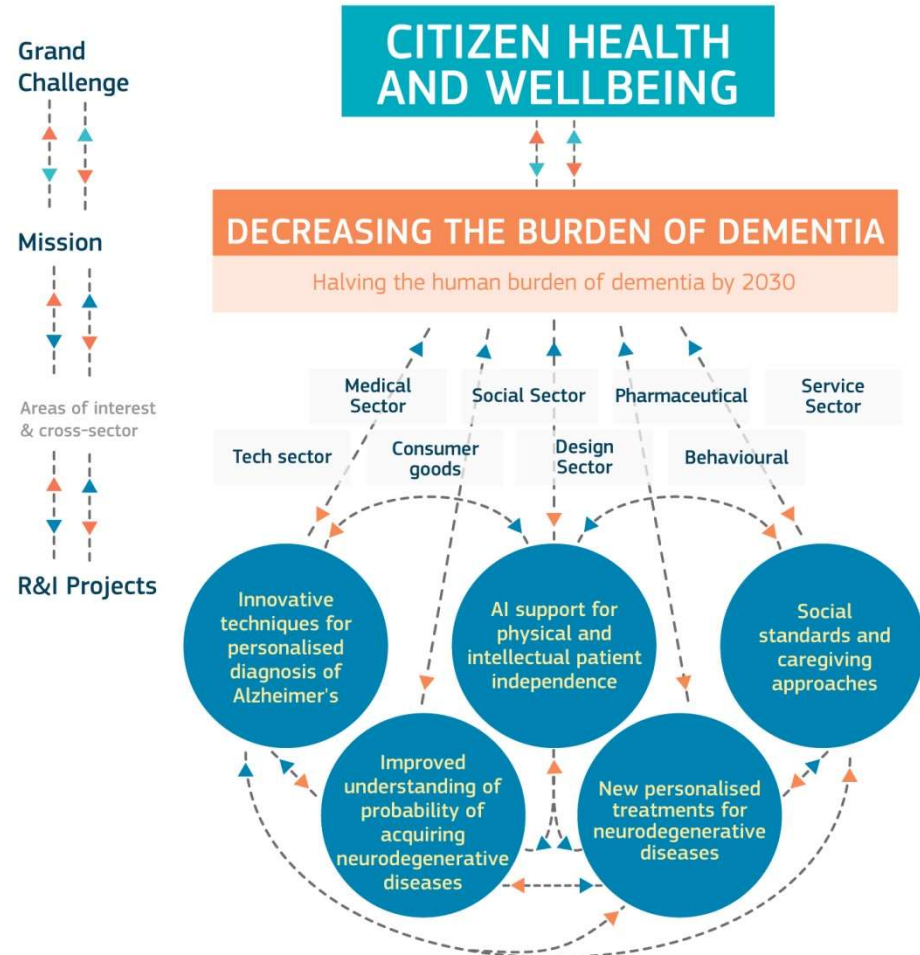 Grand
Challenge
Mission
Areas of interest
& cross-sector
R&I Projects
CITIZEN HEALTH
AND WELLBEING
DECREASING THE BURDEN OF DEMENTIA
Halving the human burden of dementia by 2030
Medical
Sector
Social Sector
Pharmaceutical
Service
Sector
Tech sector
Consumer
goods
Design
Sector
Behavioural
Innovative
techniques for
personalised
diagnosis of
Alzheimer's
AI support for
physical and
intellectual patient
independence
Social
standards and
caregiving
approaches
Improved
understanding of
probability of
acquiring
neurodegenerative
diseases
New personalised
treatments for
neurodegenerative
diseases